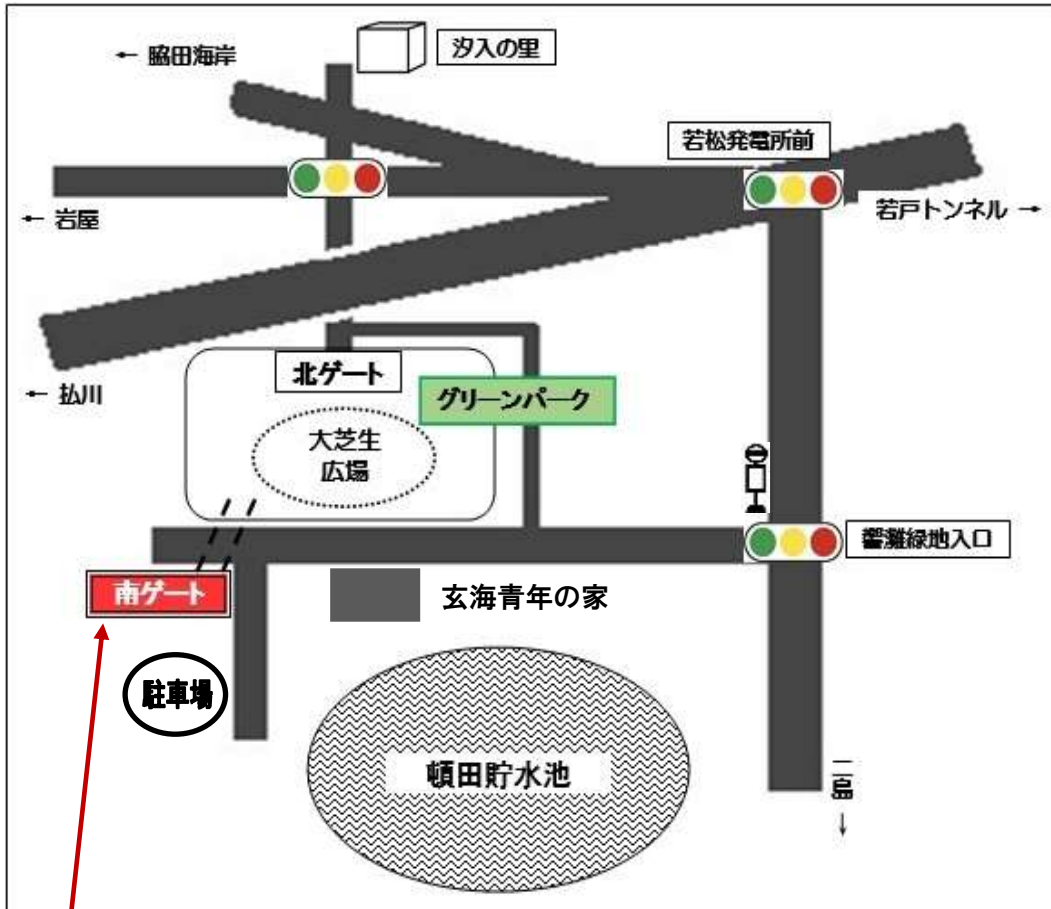 ← 脇田海岸
汐入の里
若松発電所前
← 岩屋
若戸トンネル →
← 払川
北ゲート
グリーンパーク
大芝生
広場
響灘緑地入口
南ゲート
玄海青年の家
駐車場
頓田貯水池
二島
↓